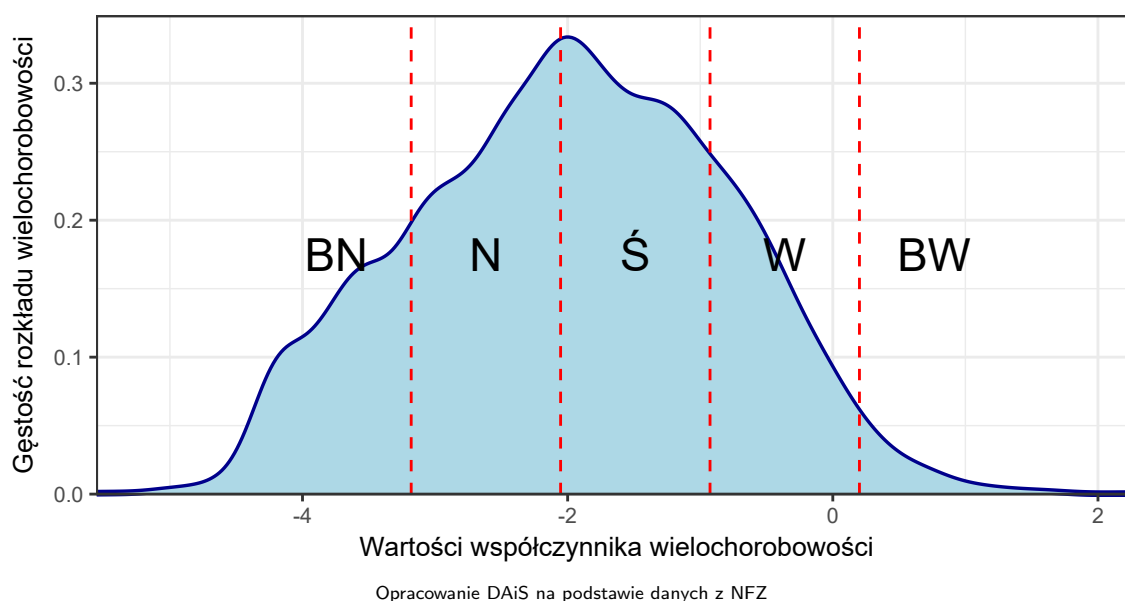 Gęstość rozkładu wielochorobowości
0.3
0.2
0.1
0.0
BN N Ś W BW
-4 -2 0 2
Wartości współczynnika wielochorobowości
Opracowanie DAiS na podstawie danych z NFZ